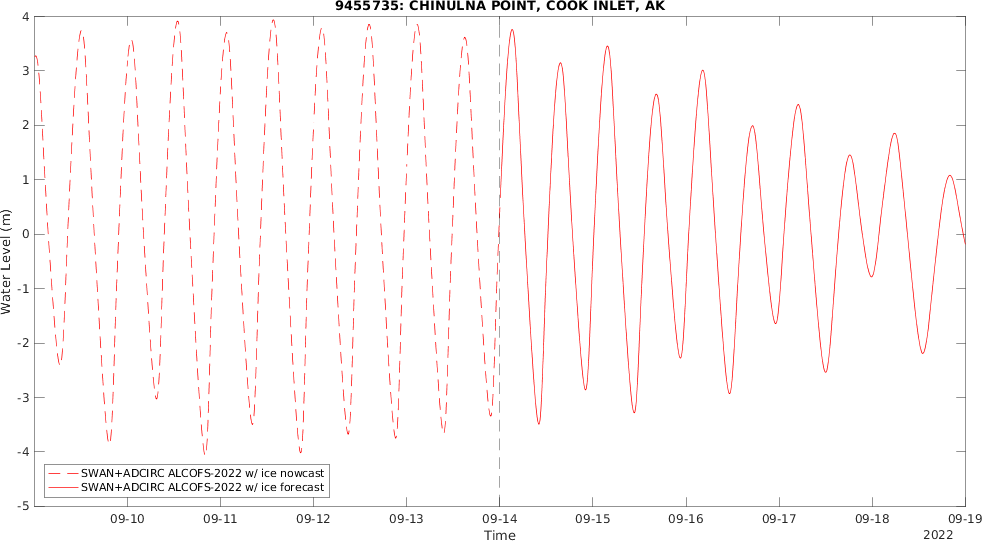 9455735: CHINULNA POINT, COOK INLET, AK
4
3
2
1
0
-1
-2
-3
-4
-5
Water Level (m)
SWAN+ADCIRC ALCOFS-2022 w/ ice nowcast
SWAN+ADCIRC ALCOFS-2022 w/ ice forecast
09-10 09-11 09-12 09-13 09-14 09-15 09-16 09-17 09-18 09-19
Time
2022